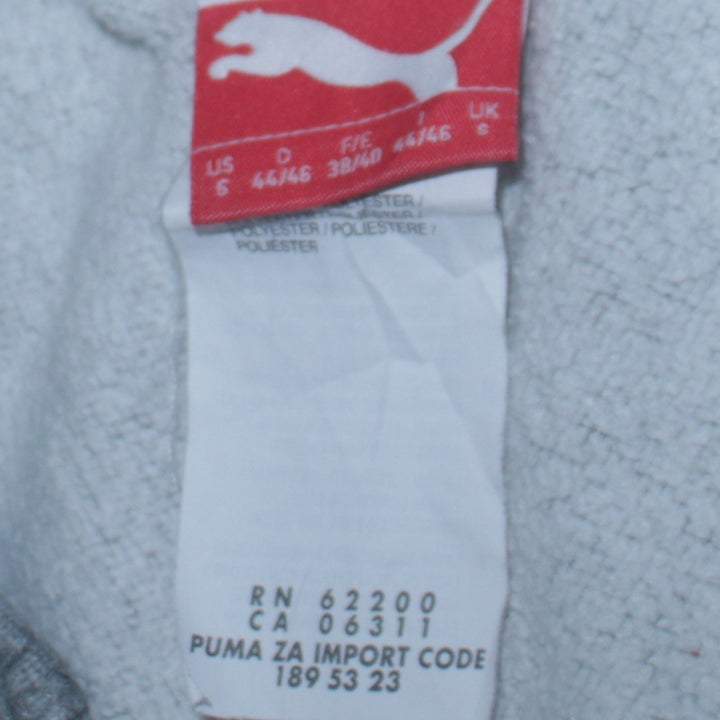 US D F/E I UK
S 44/46 38/40 44/46 S
POLYESTER / POLIESTERE /
POLIÉSTER
RN 62200
CA 06311
PUMA ZA IMPORT CODE
189 53 23